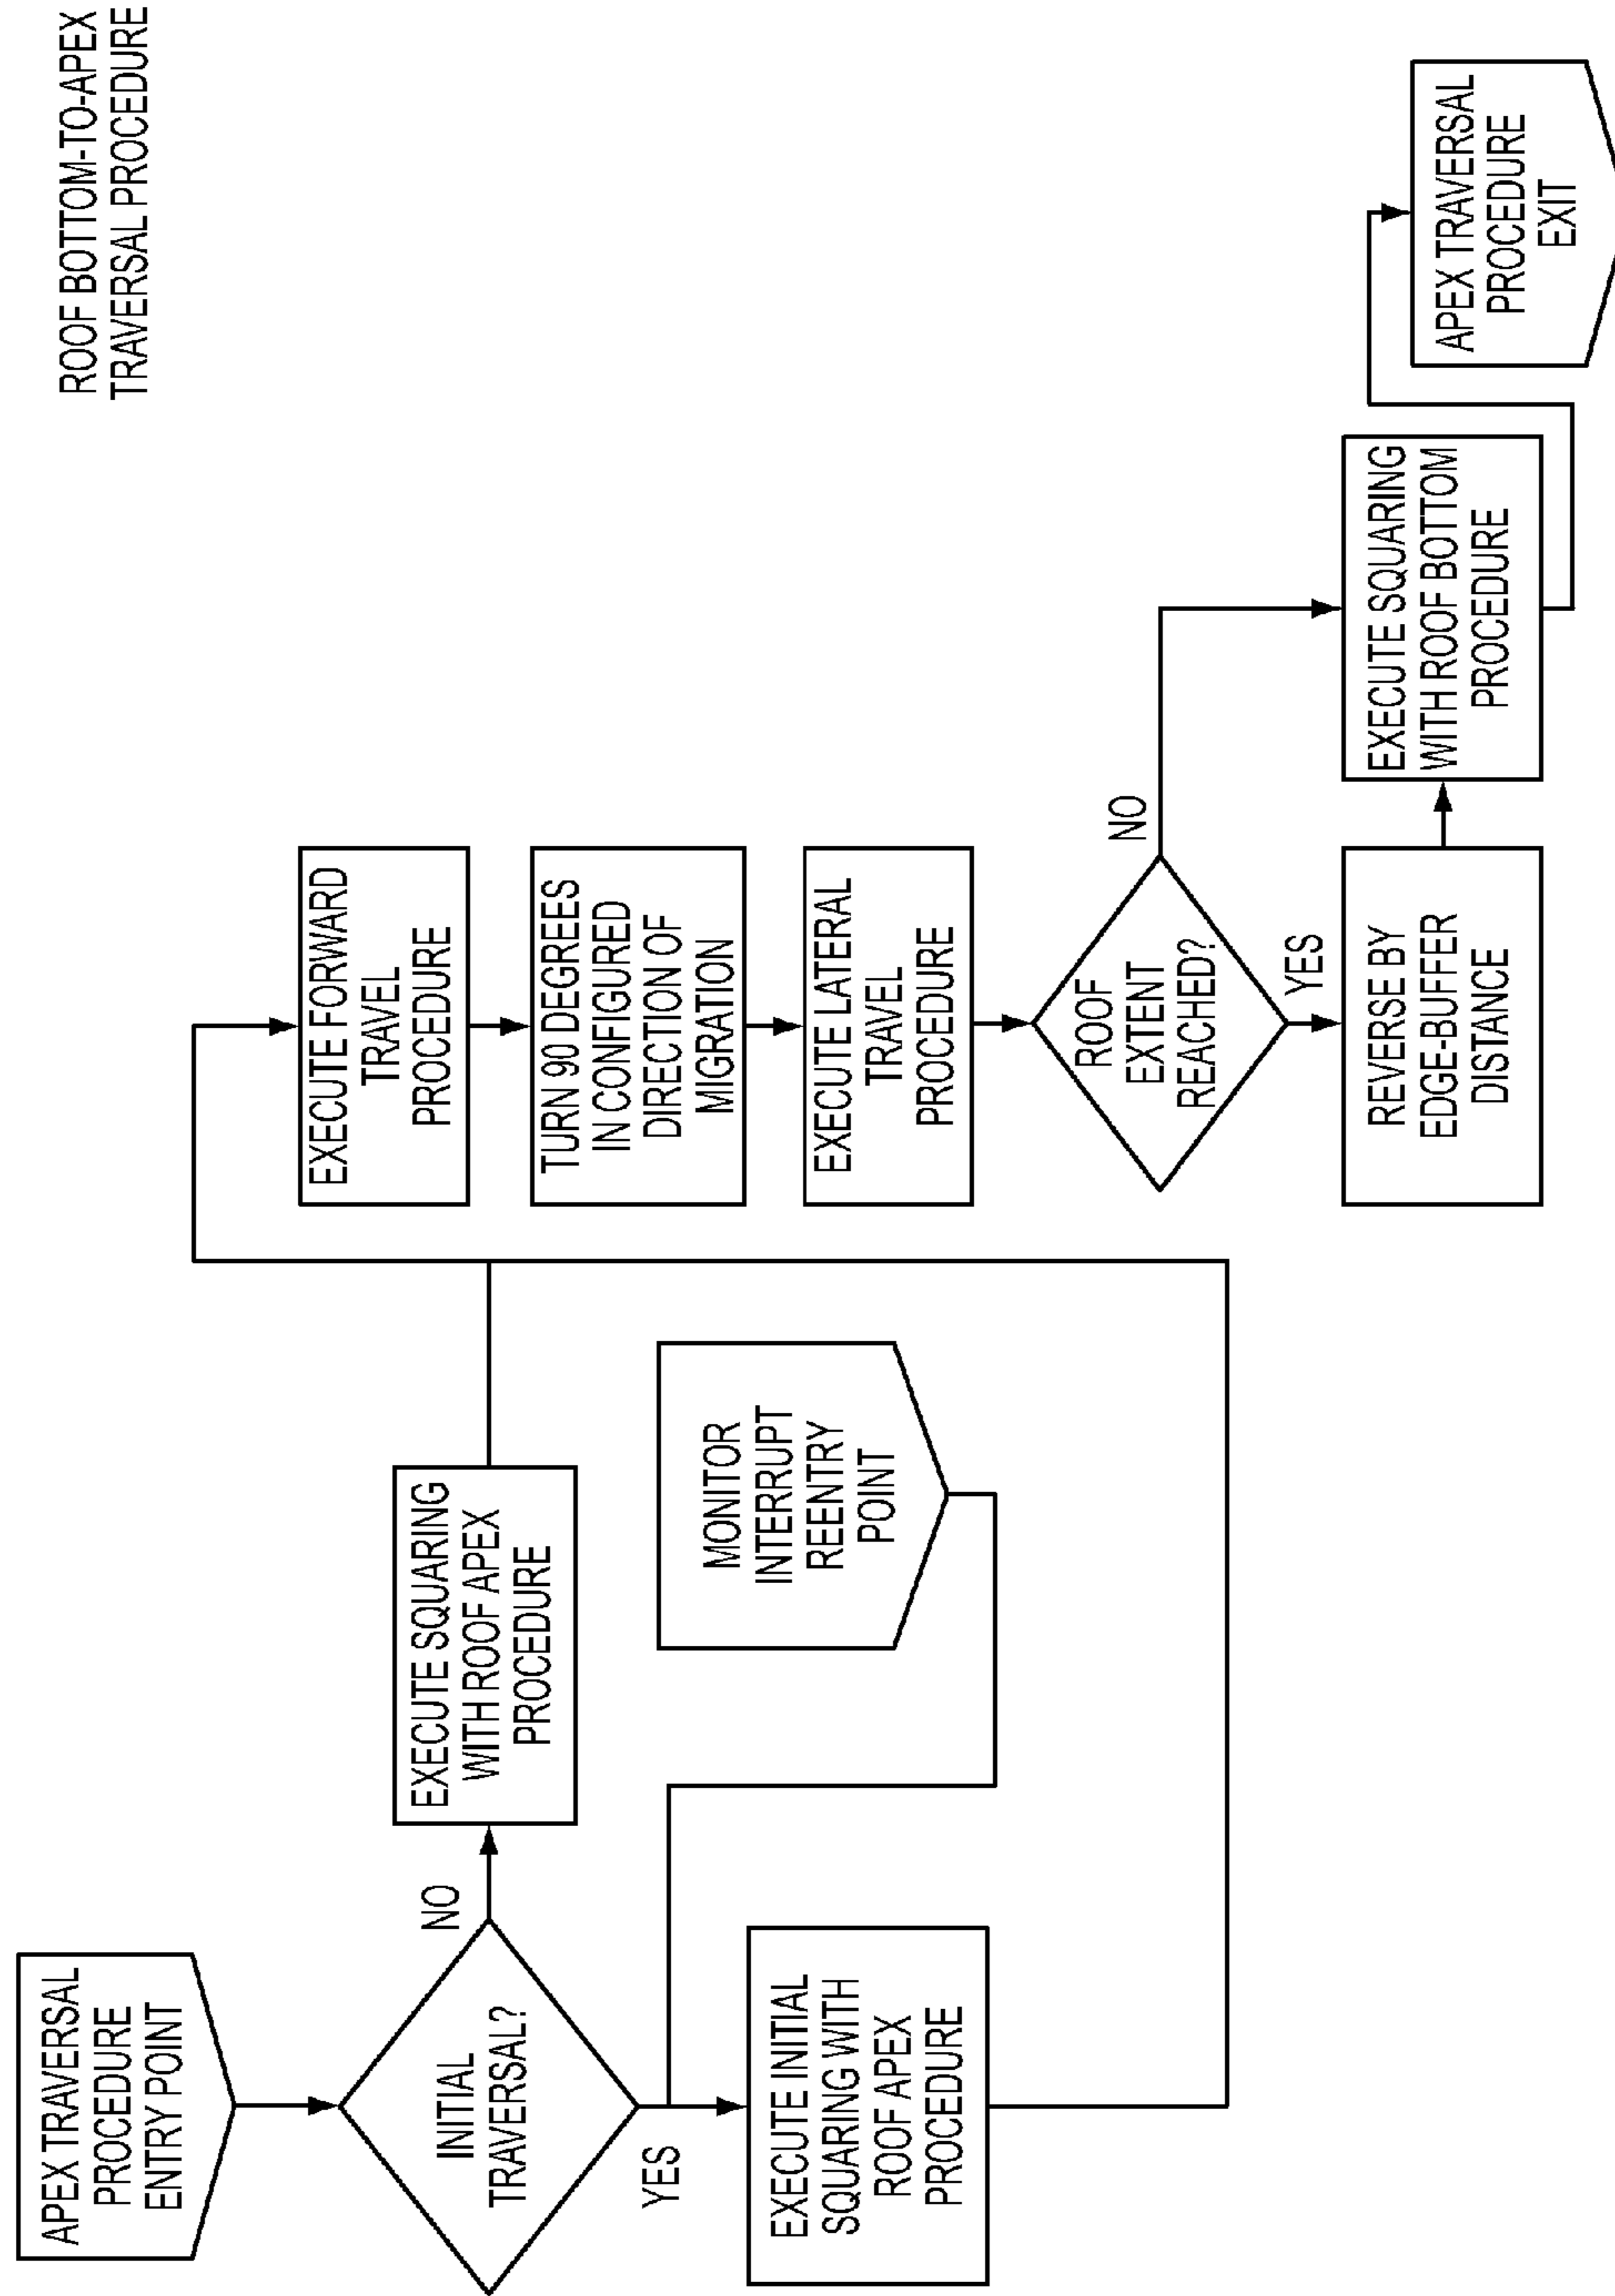 ROOF BOTTOM-TO-APEX
TRAVERSAL PROCEDURE
APEX TRAVERSAL
PROCEDURE
ENTRY POINT
INITIAL
TRAVERSAL?
NO
YES
EXECUTE SQUARING
WITH ROOF APEX
PROCEDURE
EXECUTE INITIAL
SQUARING WITH
ROOF APEX
PROCEDURE
MONITOR
INTERRUPT
REENTRY
POINT
EXECUTE FORWARD
TRAVEL
PROCEDURE
TURN 90 DEGREES
IN CONFIGURED
DIRECTION OF
MIGRATION
EXECUTE LATERAL
TRAVEL
PROCEDURE
ROOF
EXTENT
REACHED?
NO
YES
REVERSE BY
EDGE-BUFFER
DISTANCE
EXECUTE SQUARING
WITH ROOF BOTTOM
PROCEDURE
APEX TRAVERSAL
PROCEDURE
EXIT